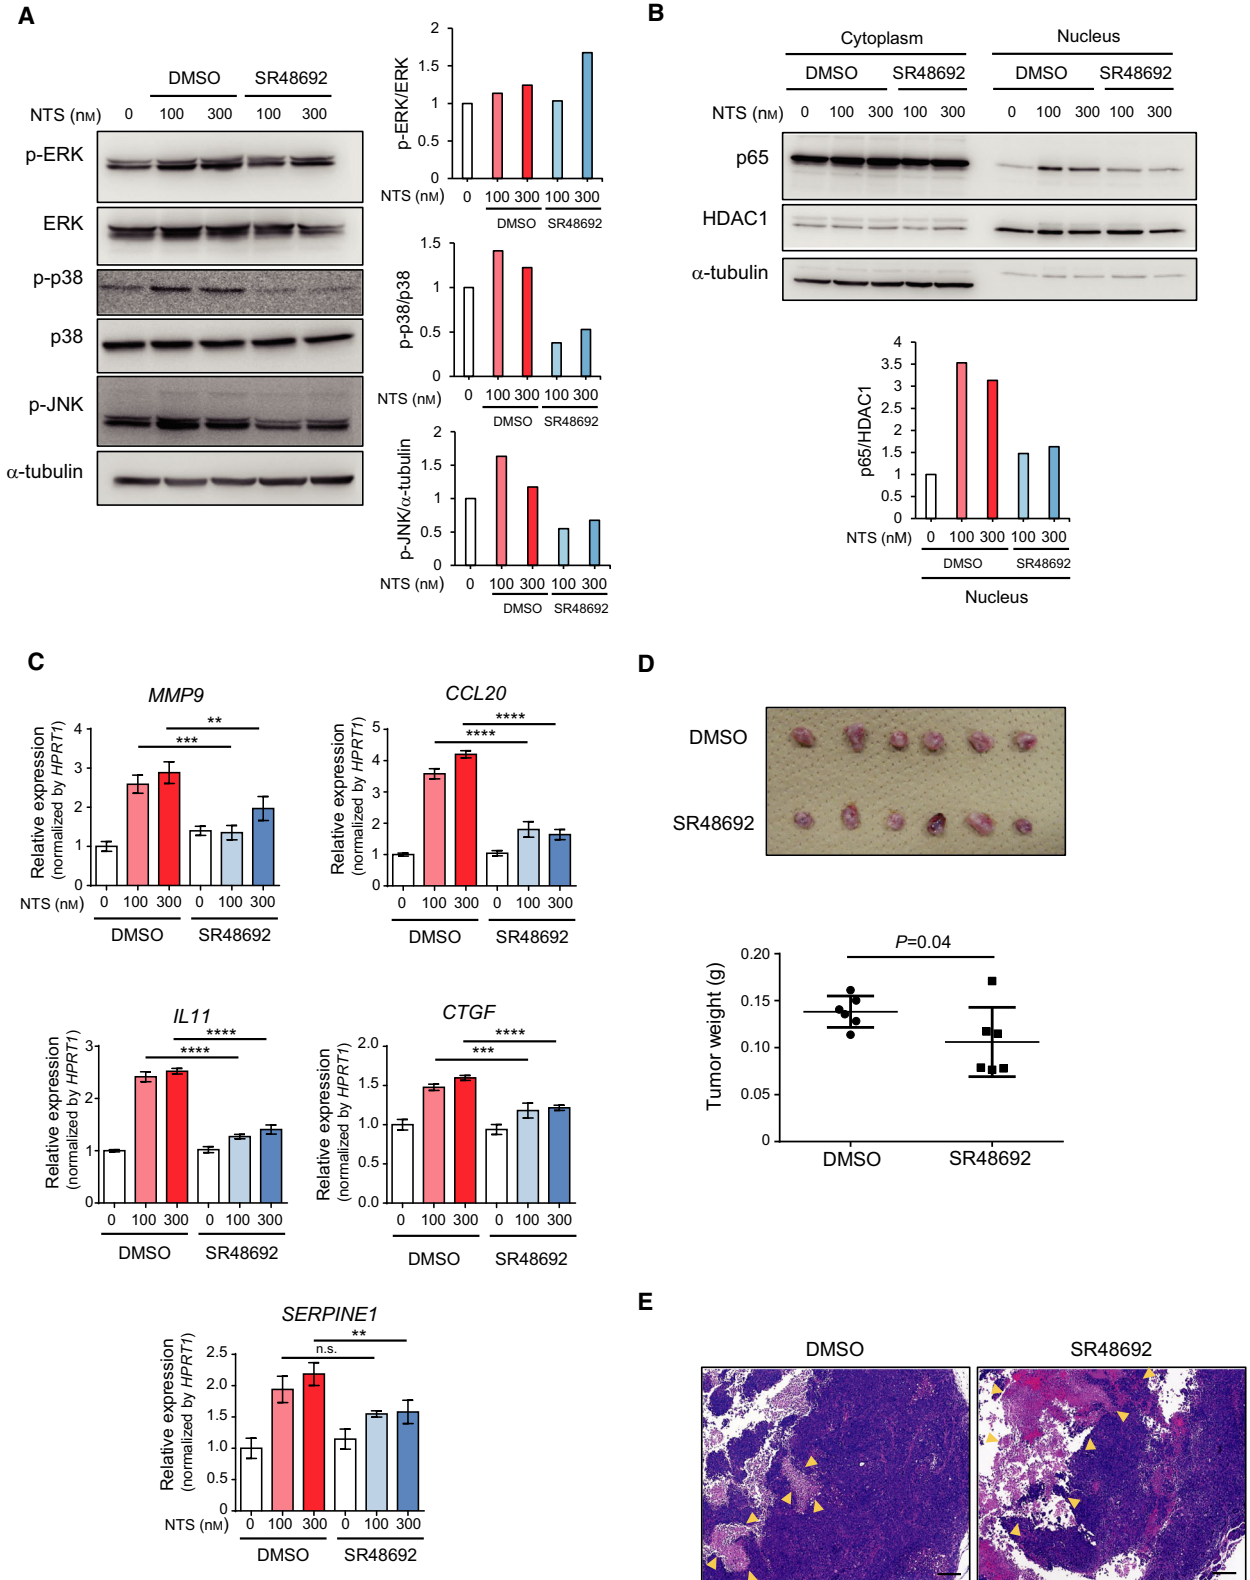 A
DMSO SR48692
NTS (nM) 0 100 300 100 300
p-ERK
ERK
p-p38
p38
p-JNK
α-tubulin
p-ERK/ERK
2
1.5
1
0.5
0
NTS (nM) 0 100 300 100 300
DMSO SR48692
p-p38/p38
1.5
1
0.5
0
NTS (nM) 0 100 300 100 300
DMSO SR48692
p-JNK/α-tubulin
2
1.5
1
0.5
0
NTS (nM) 0 100 300 100 300
DMSO SR48692
B
Cytoplasm Nucleus
DMSO SR48692 DMSO SR48692
NTS (nM) 0 100 300 100 300 0 100 300 100 300
p65
HDAC1
α-tubulin
p65/HDAC1
4
3.5
3
2.5
2
1.5
1
0.5
0
NTS (nM) 0 100 300 100 300
DMSO SR48692
Nucleus
C
MMP9
**
***
Relative expression
(normalized by HPRT1)
4
3
2
1
0
NTS (nM) 0 100 300 0 100 300
DMSO SR48692
CCL20
****
****
Relative expression
(normalized by HPRT1)
5
4
3
2
1
0
0 100 300 0 100 300
DMSO SR48692
IL11
****
****
Relative expression
(normalized by HPRT1)
3
2
1
0
0 100 300 0 100 300
DMSO SR48692
CTGF
****
***
Relative expression
(normalized by HPRT1)
2.0
1.5
1.0
0.5
0.0
0 100 300 0 100 300
DMSO SR48692
SERPINE1
**
n.s.
Relative expression
(normalized by HPRT1)
2.5
2.0
1.5
1.0
0.5
0
NTS (nM) 0 100 300 0 100 300
DMSO SR48692
D
DMSO
SR48692
P=0.04
Tumor weight (g)
0.20
0.15
0.10
0.05
0
DMSO SR48692
E
DMSO SR48692